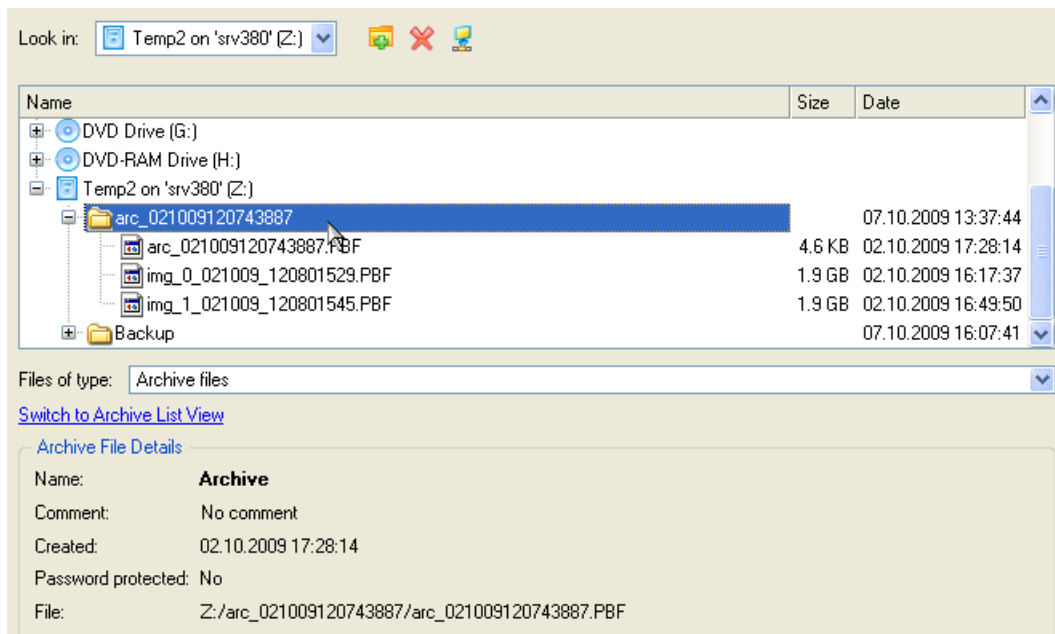 Look in: Temp2 on 'srv380' (Z:)
Name Size Date
DVD Drive (G:)
DVD-RAM Drive (H:)
Temp2 on 'srv380' (Z:)
arc_021009120743887 07.10.2009 13:37:44
arc_021009120743887.PBF 4.6 KB 02.10.2009 17:28:14
img_0_021009_120801529.PBF 1.9 GB 02.10.2009 16:17:37
img_1_021009_120801545.PBF 1.9 GB 02.10.2009 16:49:50
Backup 07.10.2009 16:07:41
Files of type: Archive files
Switch to Archive List View
Archive File Details
Name: Archive
Comment: No comment
Created: 02.10.2009 17:28:14
Password protected: No
File: Z:/arc_021009120743887/arc_021009120743887.PBF